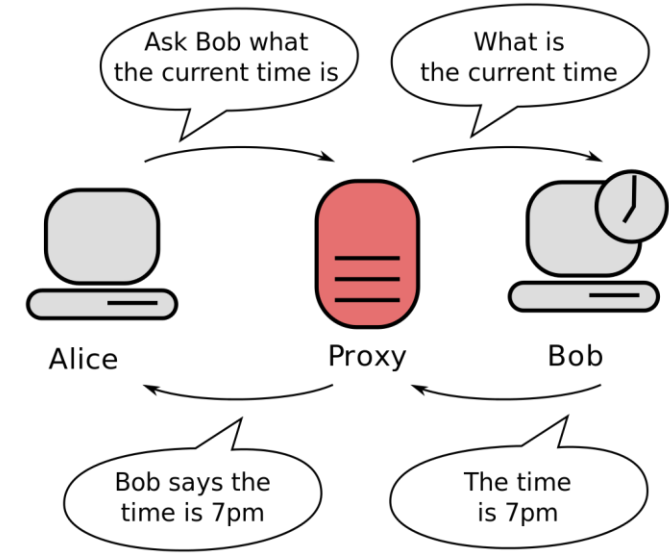 Ask Bob what
the current time is
What is
the current time
Alice
Proxy
Bob
Bob says the
time is 7pm
The time
is 7pm